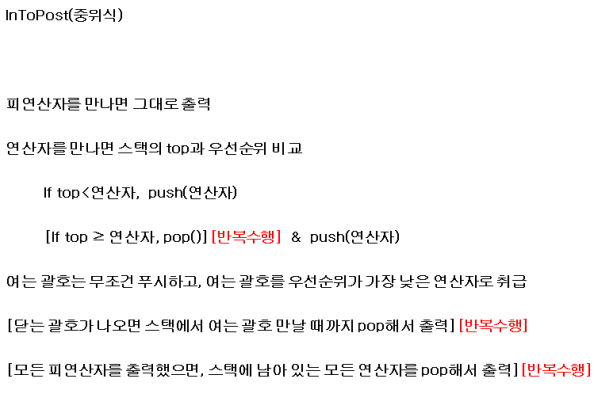 InToPost(중위식)
피연산자를 만나면 그대로 출력
연산자를 만나면 스택의 top과 우선순위 비교
If top<연산자, push(연산자)
[If top ≥ 연산자, pop()][반복수행] & push(연산자)
여는 괄호는 무조건 푸시하고, 여는 괄호를 우선순위가 가장 낮은 연산자로 취급
[닫는 괄호가 나오면 스택에서 여는 괄호 만날 때까지 pop해서 출력][반복수행]
[모든 피연산자를 출력했으면, 스택에 남아 있는 모든 연산자를 pop해서 출력][반복수행]